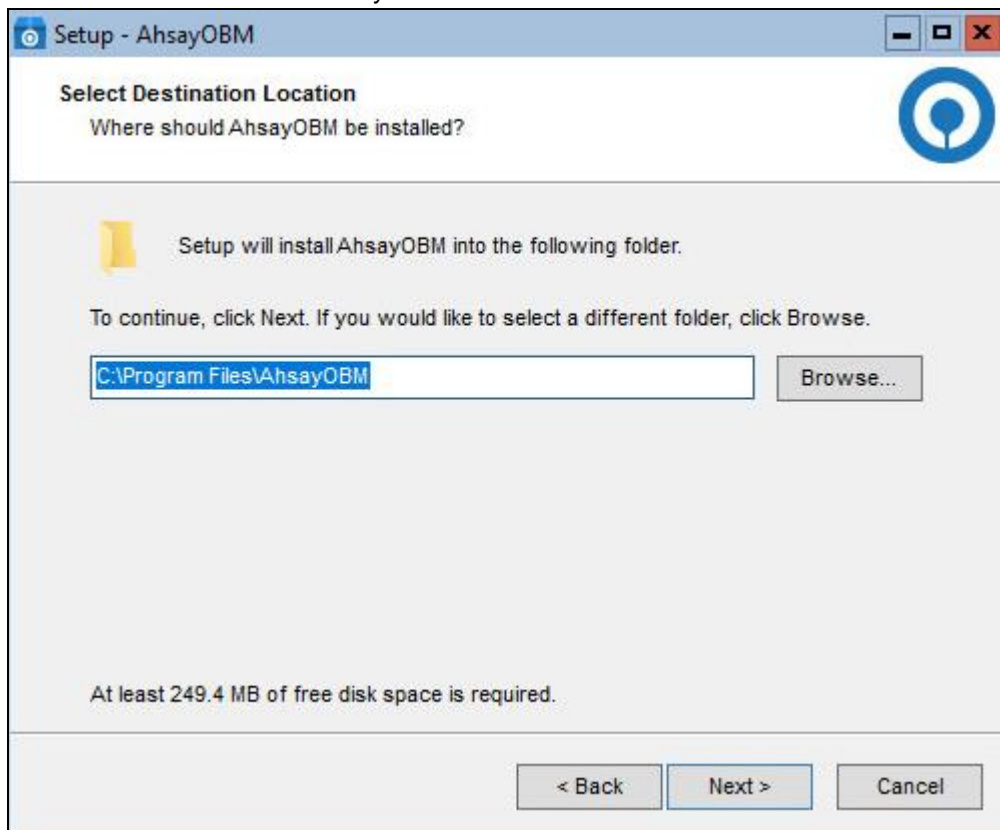 Setup - AhsayOBM
Select Destination Location
Where should AhsayOBM be installed?
Setup will install AhsayOBM into the following folder.
To continue, click Next. If you would like to select a different folder, click Browse.
C:\Program Files\AhsayOBM
Browse...
At least 249.4 MB of free disk space is required.
< Back
Next >
Cancel